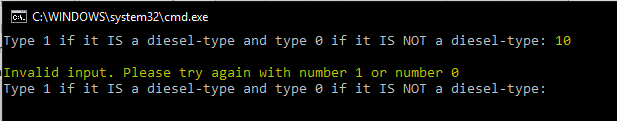 C:\WINDOWS\system32\cmd.exe
Type 1 if it IS a diesel-type and type 0 if it IS NOT a diesel-type: 10
Invalid input. Please try again with number 1 or number 0
Type 1 if it IS a diesel-type and type 0 if it IS NOT a diesel-type: